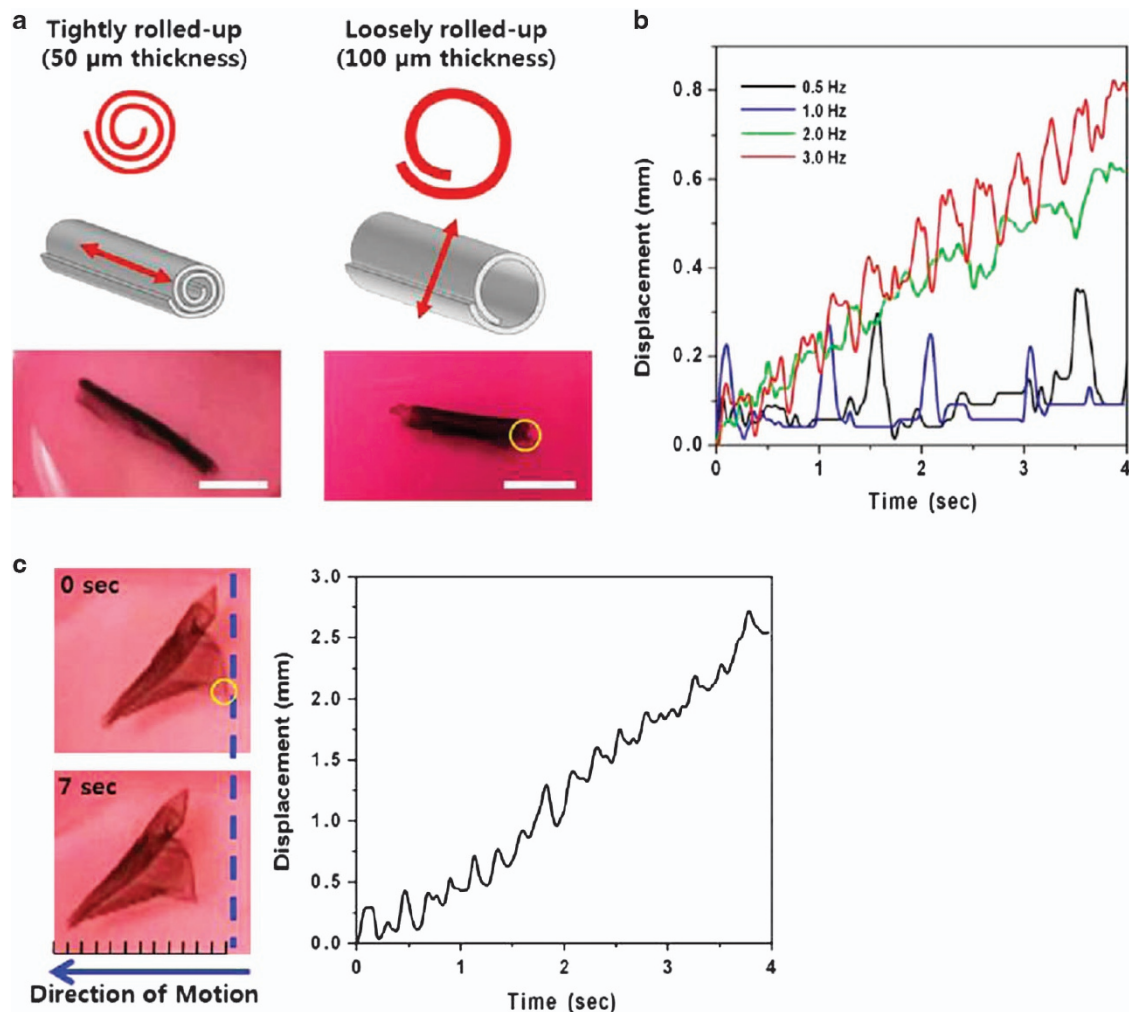 a
Tightly rolled-up
(50 μm thickness)
Loosely rolled-up
(100 μm thickness)
b
Displacement (mm)
0.8
0.6
0.4
0.2
0.0
0.5 Hz
1.0 Hz
2.0 Hz
3.0 Hz
0 1 2 3 4
Time (sec)
c
0 sec
7 sec
Direction of Motion
Displacement (mm)
3.0
2.5
2.0
1.5
1.0
0.5
0.0
0 1 2 3 4
Time (sec)